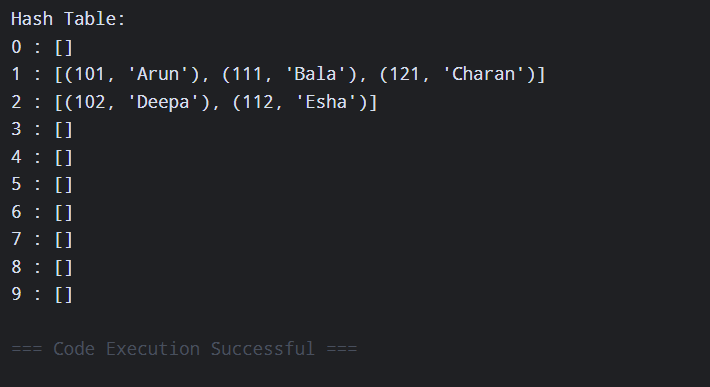 Hash Table:
0 : []
1 : [(101, 'Arun'), (111, 'Bala'), (121, 'Charan')]
2 : [(102, 'Deepa'), (112, 'Esha')]
3 : []
4 : []
5 : []
6 : []
7 : []
8 : []
9 : []
=== Code Execution Successful ===